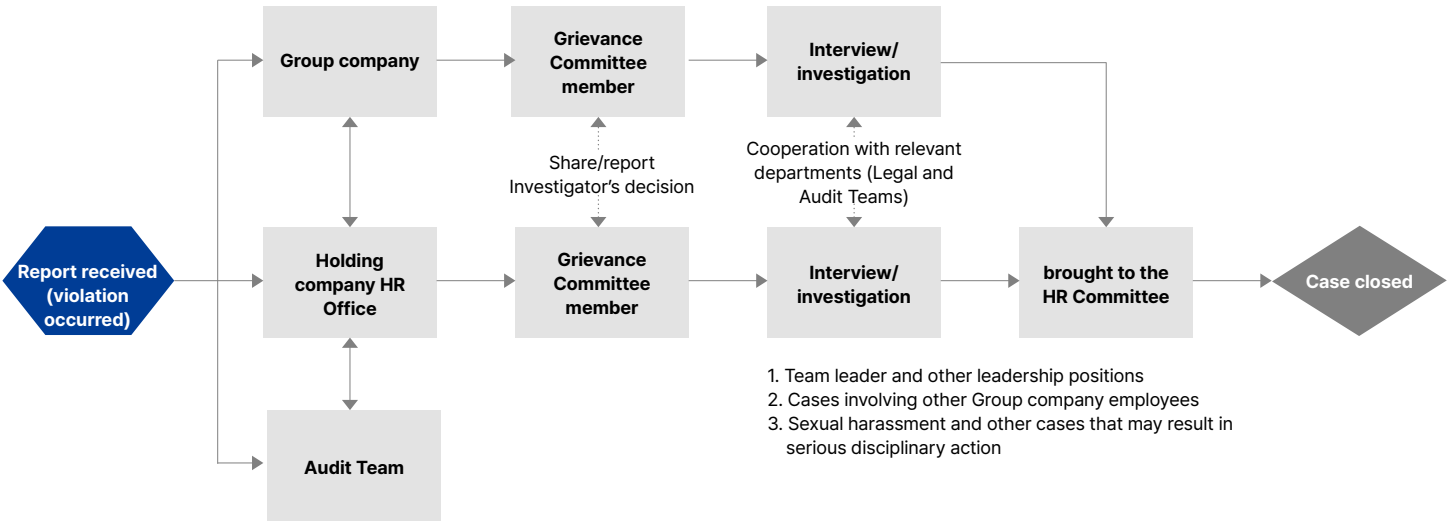 Group company
Grievance
Committee
member
Interview/
investigation
Share/report
Investigator’s decision
Cooperation with relevant
departments (Legal and
Audit Teams)
Report received
(violation
occurred)
Holding
company HR
Office
Grievance
Committee
member
Interview/
investigation
brought to the
HR Committee
Case closed
1. Team leader and other leadership positions
2. Cases involving other Group company employees
3. Sexual harassment and other cases that may result in
serious disciplinary action
Audit Team